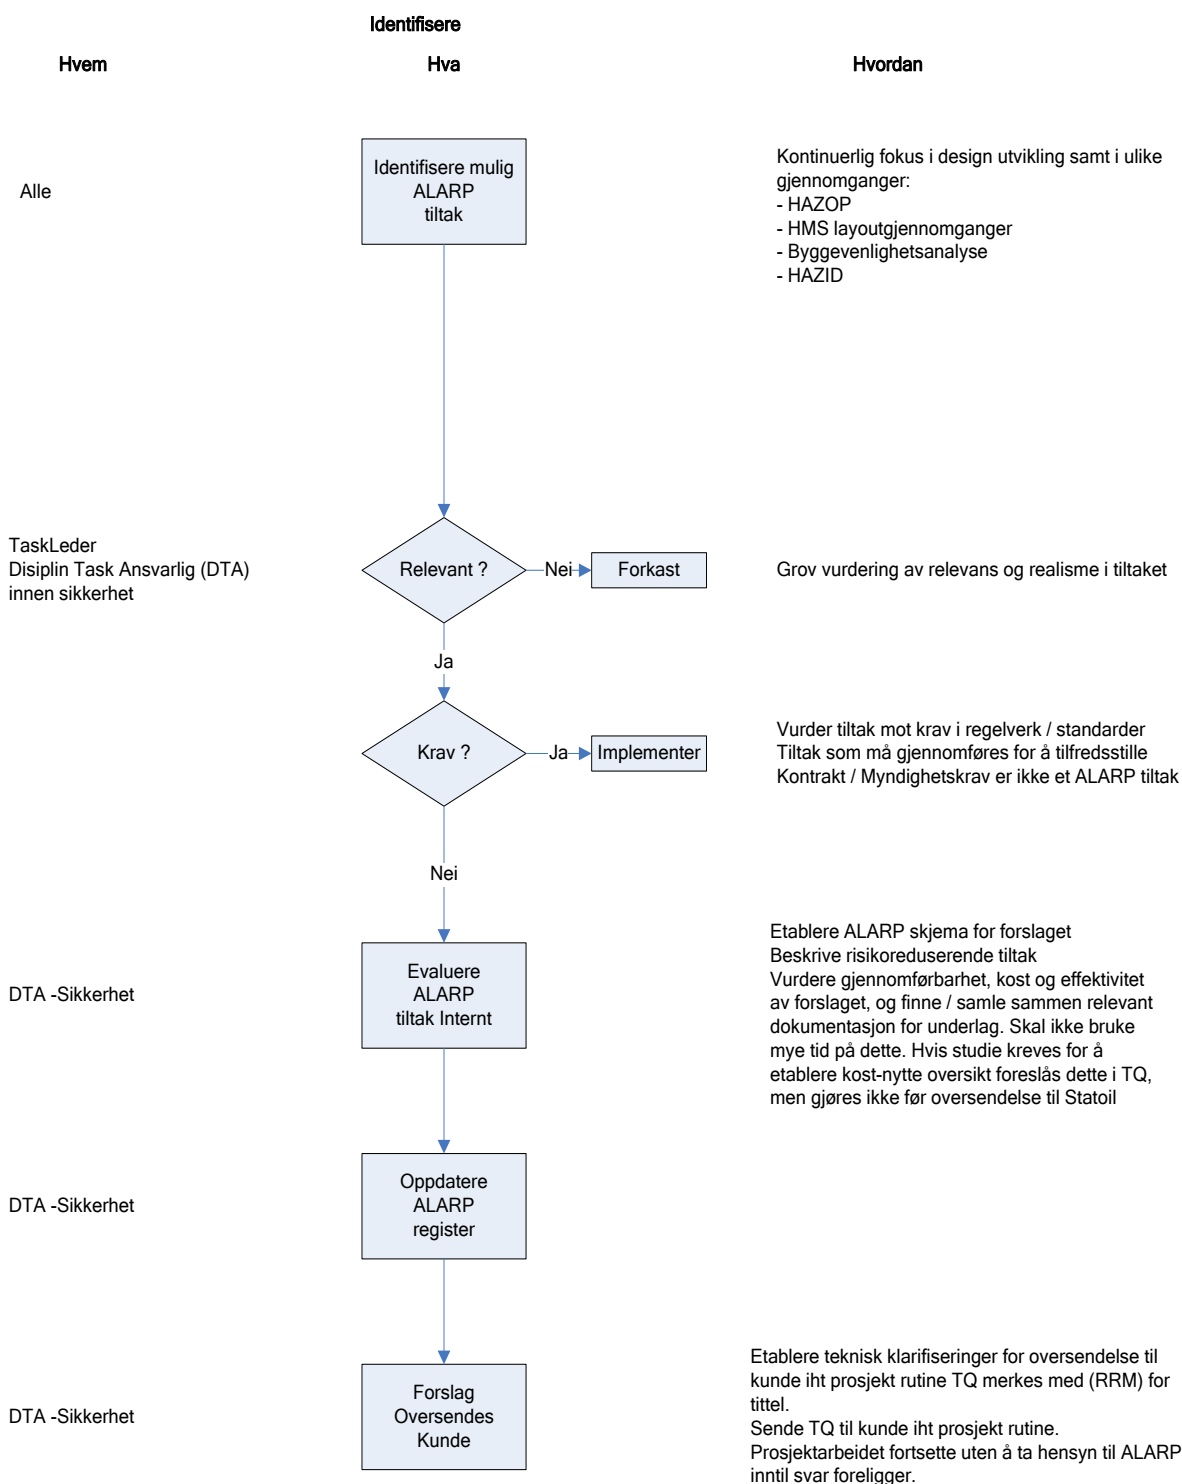 Identifisere
Hvem
Hva
Hvordan
Alle
Identifisere mulig
ALARP
tiltak
Kontinuerlig fokus i design utvikling samt i ulike
gjennomganger:
- HAZOP
- HMS layoutgjennomganger
- Byggevenlighetsanalyse
- HAZID
TaskLeder
Disiplin Task Ansvarlig (DTA)
innen sikkerhet
Relevant ?
Nei
Forkast
Grov vurdering av relevans og realisme i tiltaket
Ja
Krav ?
Ja
Implementer
Vurder tiltak mot krav i regelverk / standarder
Tiltak som må gjennomføres for å tilfredsstille
Kontrakt / Myndighetskrav er ikke et ALARP tiltak
Nei
DTA -Sikkerhet
Evaluere
ALARP
tiltak Internt
Etablere ALARP skjema for forslaget
Beskrive risikoreduserende tiltak
Vurdere gjennomførbarhet, kost og effektivitet
av forslaget, og finne / samle sammen relevant
dokumentasjon for underlag. Skal ikke bruke
mye tid på dette. Hvis studie kreves for å
etablere kost-nytte oversikt foreslås dette i TQ,
men gjøres ikke før oversendelse til Statoil
DTA -Sikkerhet
Oppdatere
ALARP
register
DTA -Sikkerhet
Forslag
Oversendes
Kunde
Etablere teknisk klarifiseringer for oversendelse til
kunde iht prosjekt rutine TQ merkes med (RRM) for
tittel.
Sende TQ til kunde iht prosjekt rutine.
Prosjektarbeidet fortsette uten å ta hensyn til ALARP
inntil svar foreligger.